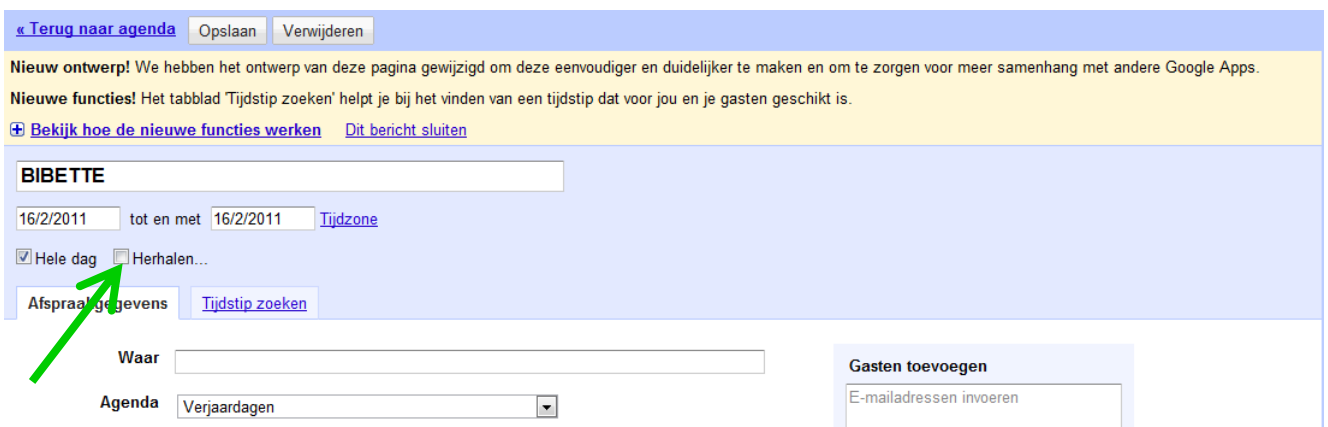 « Terug naar agenda Opslaan Verwijderen
Nieuw ontwerp! We hebben het ontwerp van deze pagina gewijzigd om deze eenvoudiger en duidelijker te maken en om te zorgen voor meer samenhang met andere Google Apps.
Nieuwe functies! Het tabblad 'Tijdstip zoeken' helpt je bij het vinden van een tijdstip dat voor jou en je gasten geschikt is.
Bekijk hoe de nieuwe functies werken Dit bericht sluiten
BIBETTE
16/2/2011 tot en met 16/2/2011 Tijdzone
Hele dag Herhalen...
Afspraakgegevens Tijdstip zoeken
Waar
Gasten toevoegen
Agenda Verjaardagen
E-mailadressen invoeren